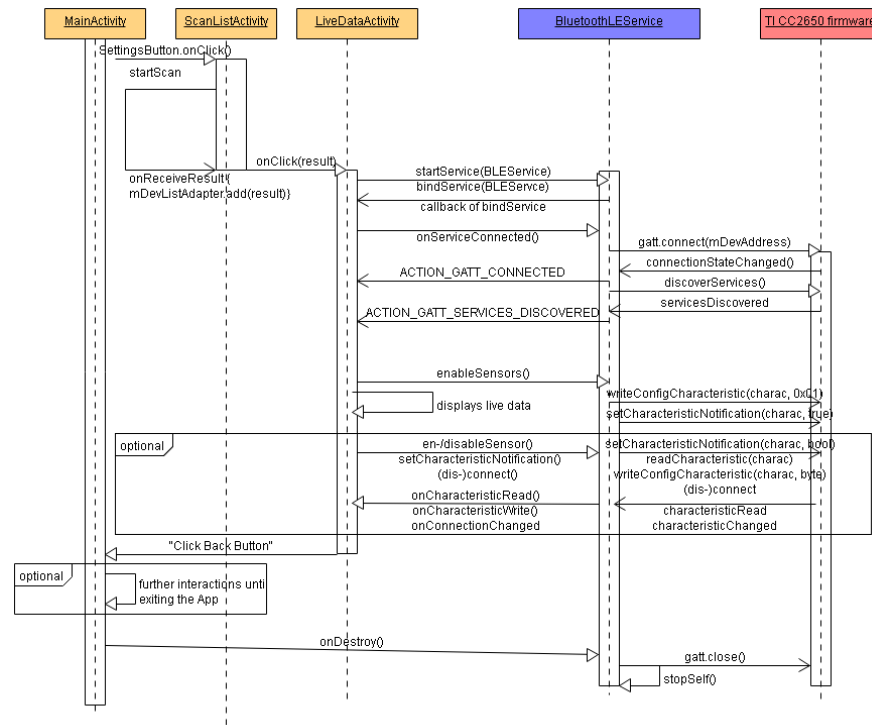 MainActivity
ScanListActivity
LiveDataActivity
BluetoothLEService
TI CC2650 firmware
SettingsButton.onClick()
startScan
onClick(result)
onReceiveResult{
mDevListAdapter.add(result)}
startService(BLEService)
bindService(BLEServce)
callback of bindService
onServiceConnected()
gatt.connect(mDevAddress)
connectionStateChanged()
ACTION_GATT_CONNECTED
discoverServices()
servicesDiscovered
ACTION_GATT_SERVICES_DISCOVERED
enableSensors()
writeConfigCharacteristic(charac, 0x01)
displays live data
setCharacteristicNotification(charac, true)
optional
en-/disableSensor()
setCharacteristicNotification()
(dis-)connect()
setCharacteristicNotification(charac, bool)
readCharacteristic(charac)
writeConfigCharacteristic(charac, byte)
(dis-)connect
onCharacteristicRead()
onCharacteristicWrite()
onConnectionChanged
characteristicRead
characteristicChanged
"Click Back Button"
optional
further interactions until
exiting the App
onDestroy()
gatt.close()
stopSelf()